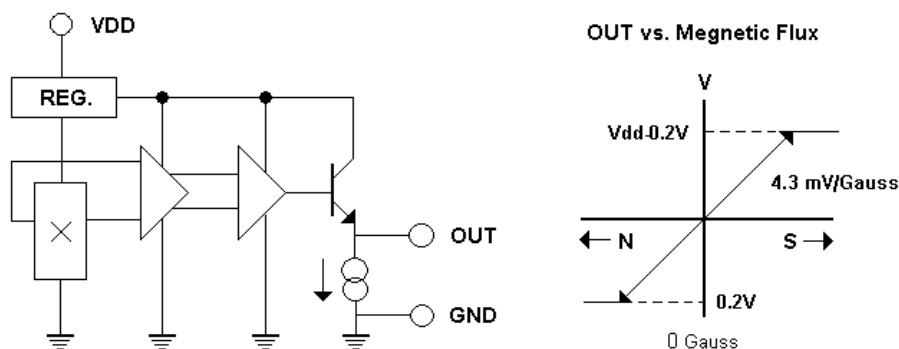 VDD
REG.
OUT
GND
OUT vs. Megnetic Flux
V
Vdd-0.2V
4.3 mV/Gauss
N
S
0.2V
0 Gauss